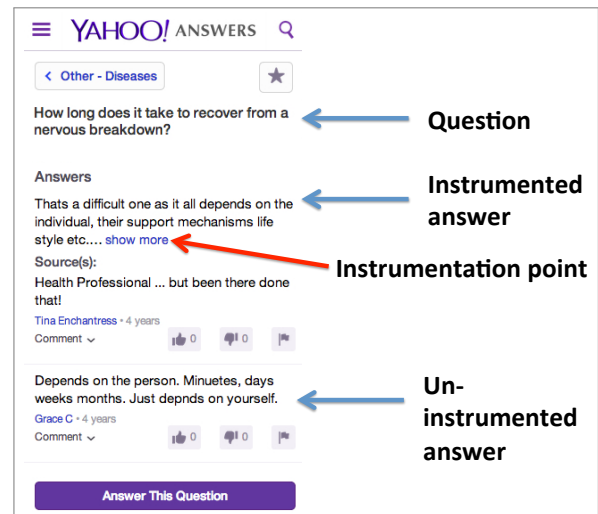 YAHOO! ANSWERS
Other - Diseases
How long does it take to recover from a
nervous breakdown?
Question
Answers
Thats a difficult one as it all depends on the
individual, their support mechanisms life
style etc.... show more
Instrumented
answer
Instrumentation point
Source(s):
Health Professional ... but been there done
that!
Tina Enchantress • 4 years
Comment
0
0
Depends on the person. Minuetes, days
weeks months. Just depnds on yourself.
Grace C • 4 years
Comment
0
0
Un-
instrumented
answer
Answer This Question